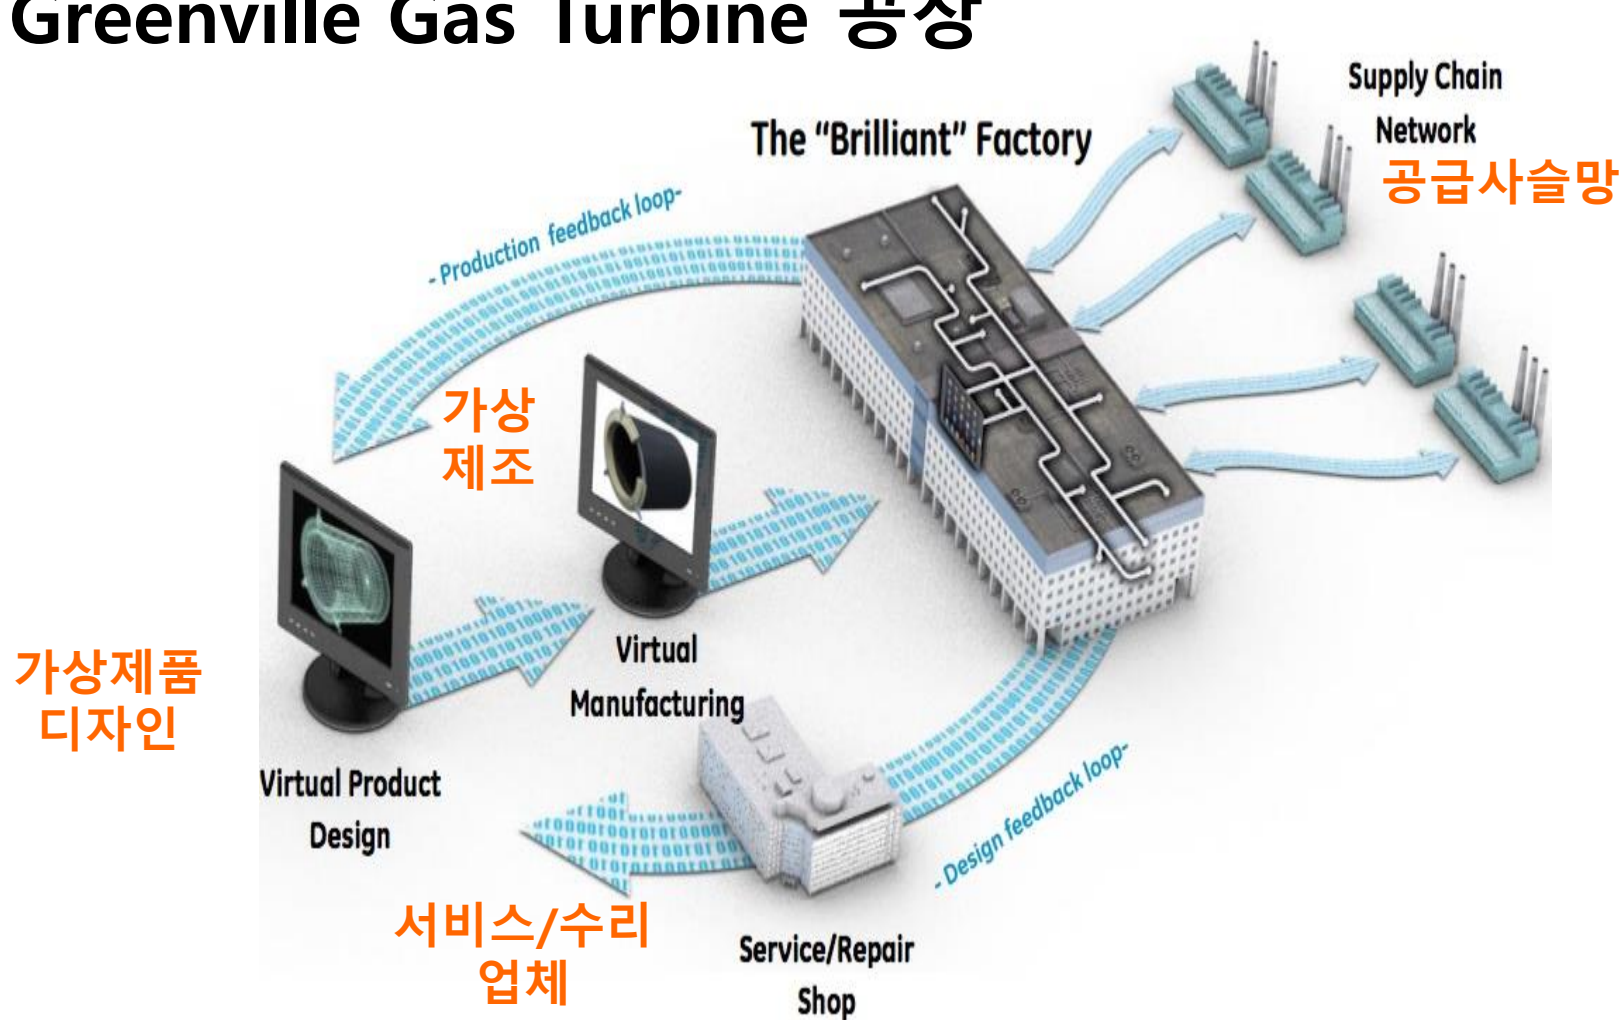 Greenville Gas Turbine 공장
Supply Chain
Network
공급사슬망
The “Brilliant” Factory
- Production feedback loop-
가상
제조
가상제품
디자인
Virtual
Manufacturing
Virtual Product
Design
- Design feedback loop-
서비스/수리
업체
Service/Repair
Shop